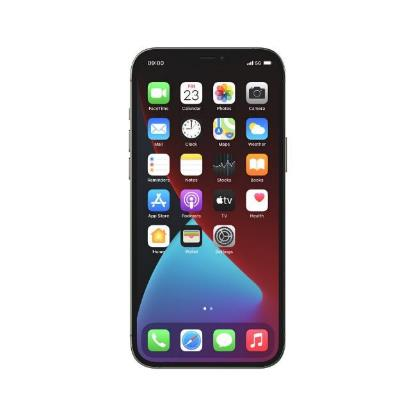 09:00 5G
FRI
23
FaceTime Calendar Photos Camera
Mail Clock Maps Weather
Reminders Notes Stocks Books
App Store Podcasts TV Health
tv
Home Wallet Settings